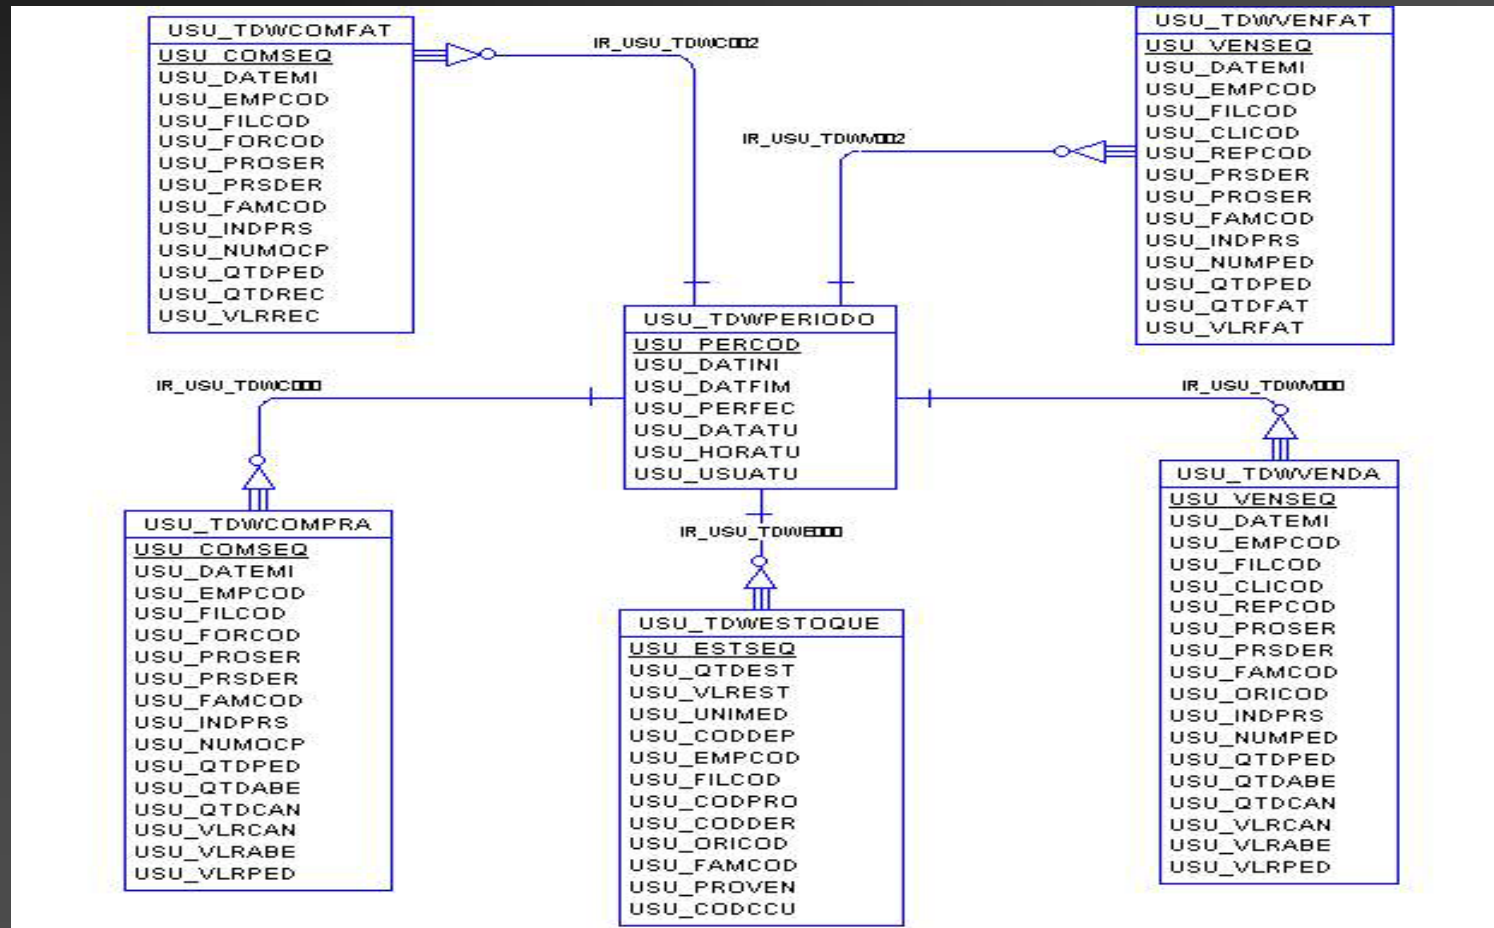 USU_TDWCOMFAT
USU_COMSEQ
USU_DATEMI
USU_EMPCOD
USU_FILCOD
USU_FORCOD
USU_PROSER
USU_PRSDER
USU_FAMCOD
USU_INDPRS
USU_NUMOCP
USU_QTDPED
USU_QTDREC
USU_VLRREC
USU_TDWVENFAT
USU_VENSEQ
USU_DATEMI
USU_EMPCOD
USU_FILCOD
USU_CLICOD
USU_REPCOD
USU_PRSDER
USU_PROSER
USU_FAMCOD
USU_INDPRS
USU_NUMPED
USU_QTDPED
USU_QTDFAT
USU_VLRFAT
USU_TDWPERIODO
USU_PERCOD
USU_DATINI
USU_DATFIM
USU_PERFEC
USU_DATATU
USU_HORATU
USU_USUATU
USU_TDWCOMPRA
USU_COMSEQ
USU_DATEMI
USU_EMPCOD
USU_FILCOD
USU_FORCOD
USU_PROSER
USU_PRSDER
USU_FAMCOD
USU_INDPRS
USU_NUMOCP
USU_QTDPED
USU_QTDABE
USU_QTDCAN
USU_VLRCAN
USU_VLRABE
USU_VLRPED
USU_TDWESTOQUE
USU_ESTSEQ
USU_QTDEST
USU_VLREST
USU_UNIMED
USU_CODDEP
USU_EMPCOD
USU_FILCOD
USU_CODPRO
USU_CODDER
USU_ORICOD
USU_FAMCOD
USU_PROVEN
USU_CODCCU
USU_TDWVENDA
USU_VENSEQ
USU_DATEMI
USU_EMPCOD
USU_FILCOD
USU_CLICOD
USU_REPCOD
USU_PROSER
USU_PRSDER
USU_FAMCOD
USU_ORICOD
USU_INDPRS
USU_NUMPED
USU_QTDPED
USU_QTDABE
USU_QTDCAN
USU_VLRCAN
USU_VLRABE
USU_VLRPED